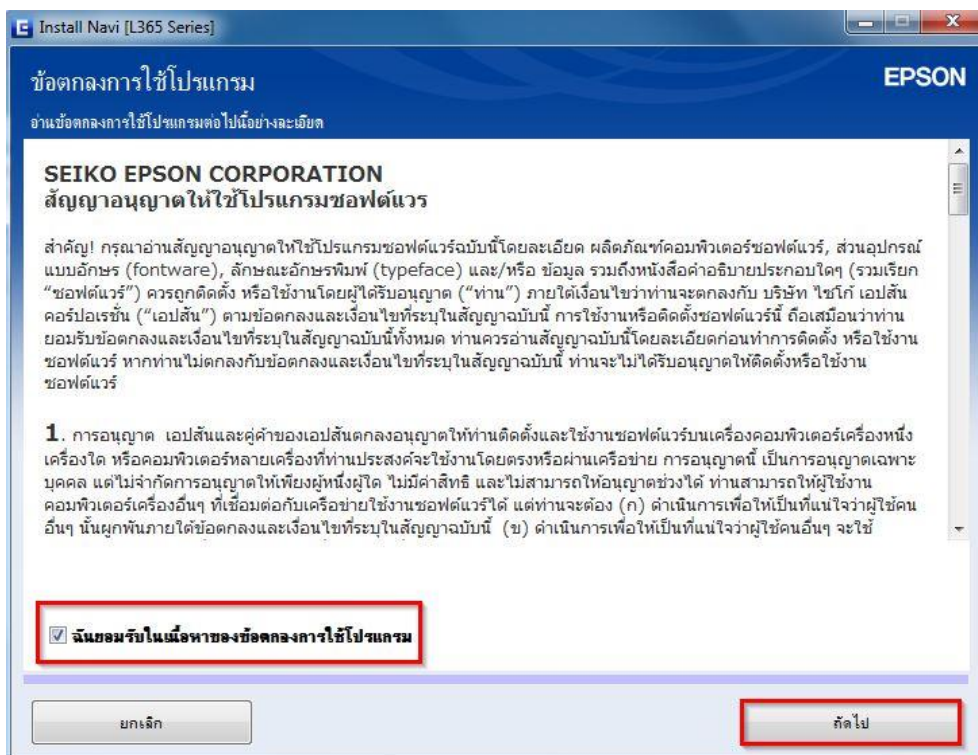 Install Navi [L365 Series]
ข้อตกลงการใช้โปรแกรม
EPSON
อ่านข้อตกลงการใช้โปรแกรมต่อไปนี้อย่างละเอียด
SEIKO EPSON CORPORATION
สัญญาอนุญาตให้ใช้โปรแกรมซอฟต์แวร
สำคัญ! กรุณาอ่านสัญญาอนุญาตให้ใช้โปรแกรมซอฟต์แวร์ฉบับนี้โดยละเอียด ผลิตภัณฑ์คอมพิวเตอร์ซอฟต์แวร์, ส่วนอุปกรณ์
แบบอักษร (fontware), ลักษณะอักษรพิมพ์ (typeface) และ/หรือ ข้อมูล รวมถึงหนังสือคำอธิบายประกอบใดๆ (รวมเรียก
“ซอฟต์แวร์”) ควรถูกติดตั้ง หรือใช้งานโดยผู้ได้รับอนุญาต (“ท่าน”) ภายใต้เงื่อนไขว่าท่านจะตกลงกับ บริษัท ไซโก้ เอปสัน
คอร์ปอเรชั่น (“เอปสัน”) ตามข้อตกลงและเงื่อนไขที่ระบุในสัญญาฉบับนี้ การใช้งานหรือติดตั้งซอฟต์แวร์นี้ ถือเสมือนว่าท่าน
ยอมรับข้อตกลงและเงื่อนไขที่ระบุในสัญญาฉบับนี้ทั้งหมด ท่านควรอ่านสัญญาฉบับนี้โดยละเอียดก่อนทำการติดตั้ง หรือใช้งาน
ซอฟต์แวร์ หากท่านไม่ตกลงกับข้อตกลงและเงื่อนไขที่ระบุในสัญญาฉบับนี้ ท่านจะไม่ได้รับอนุญาตให้ติดตั้งหรือใช้งาน
ซอฟต์แวร์
1. การอนุญาต เอปสันและคู่ค้าของเอปสันตกลงอนุญาตให้ท่านติดตั้งและใช้งานซอฟต์แวร์บนเครื่องคอมพิวเตอร์เครื่องหนึ่ง
เครื่องใด หรือคอมพิวเตอร์หลายเครื่องที่ท่านประสงค์จะใช้งานโดยตรงหรือผ่านเครือข่าย การอนุญาตนี้ เป็นการอนุญาตเฉพาะ
บุคคล แต่ไม่จำกัดการอนุญาตให้เพียงผู้หนึ่งผู้ใด ไม่มีค่าสิทธิ และไม่สามารถให้อนุญาตช่วงได้ ท่านสามารถให้ผู้ใช้งาน
คอมพิวเตอร์เครื่องอื่นๆ ที่เชื่อมต่อกับเครือข่ายใช้งานซอฟต์แวร์ได้ แต่ท่านจะต้อง (ก) ดำเนินการเพื่อให้เป็นที่แน่ใจว่าผู้ใช้คน
อื่นๆ นั้นผูกพันภายใต้ข้อตกลงและเงื่อนไขที่ระบุในสัญญาฉบับนี้ (ข) ดำเนินการเพื่อให้เป็นที่แน่ใจว่าผู้ใช้คนอื่นๆ จะใช้
ฉันยอมรับในเนื้อหาของข้อตกลงการใช้โปรแกรม
ยกเลิก
ถัดไป